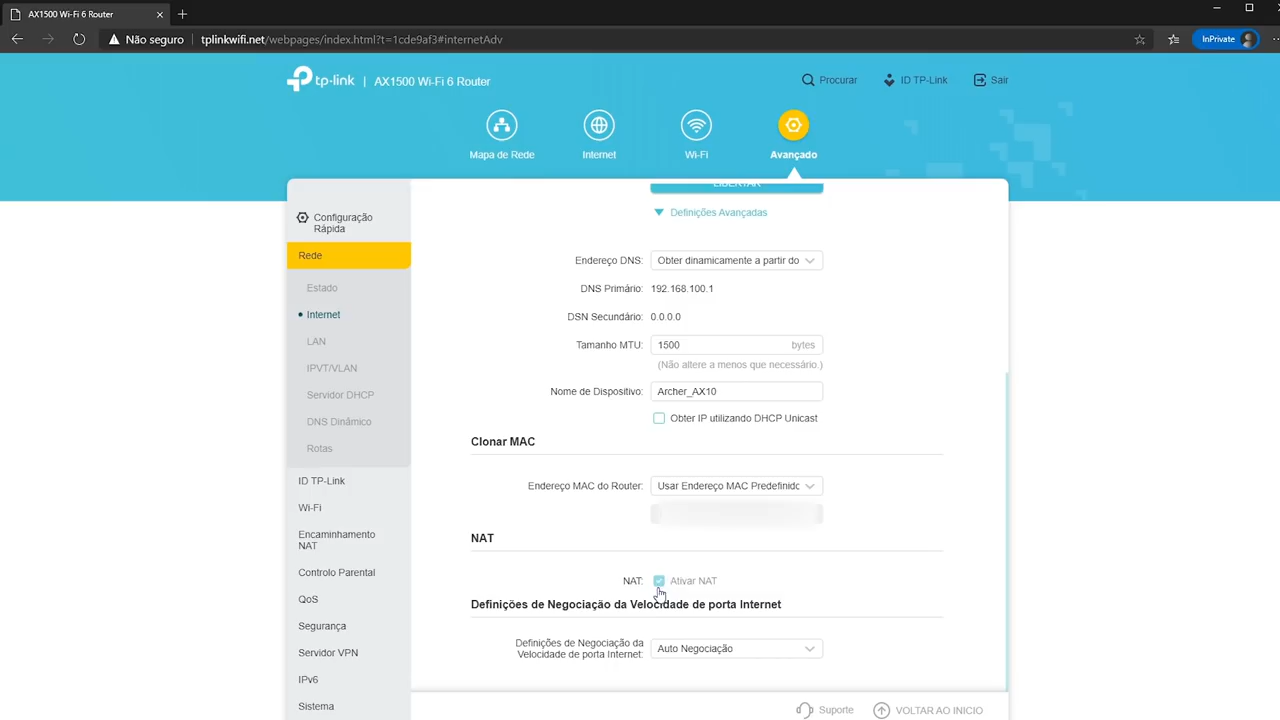 AX1500 Wi-Fi 6 Router
Não seguro
tplinkwifi.net/webpages/index.html?t=1cde9af3#internetAdv
InPrivate
tp-link | AX1500 Wi-Fi 6 Router
Procurar
ID TP-Link
Sair
Mapa de Rede
Internet
Wi-Fi
Avançado
Configuração
Rápida
Rede
Estado
Internet
LAN
IPVT/VLAN
Servidor DHCP
DNS Dinâmico
Rotas
ID TP-Link
Wi-Fi
Encaminhamento
NAT
Controlo Parental
QoS
Segurança
Servidor VPN
IPv6
Sistema
LIBERTAR
Definições Avançadas
Endereço DNS: Obter dinamicamente a partir do
DNS Primário: 192.168.100.1
DSN Secundário: 0.0.0.0
Tamanho MTU: 1500 bytes
(Não altere a menos que necessário.)
Nome de Dispositivo: Archer_AX10
Obter IP utilizando DHCP Unicast
Clonar MAC
Endereço MAC do Router: Usar Endereço MAC Predefinido
NAT
NAT: Ativar NAT
Definições de Negociação da Velocidade de porta Internet
Definições de Negociação da
Velocidade de porta Internet: Auto Negociação
Suporte
VOLTAR AO INICIO